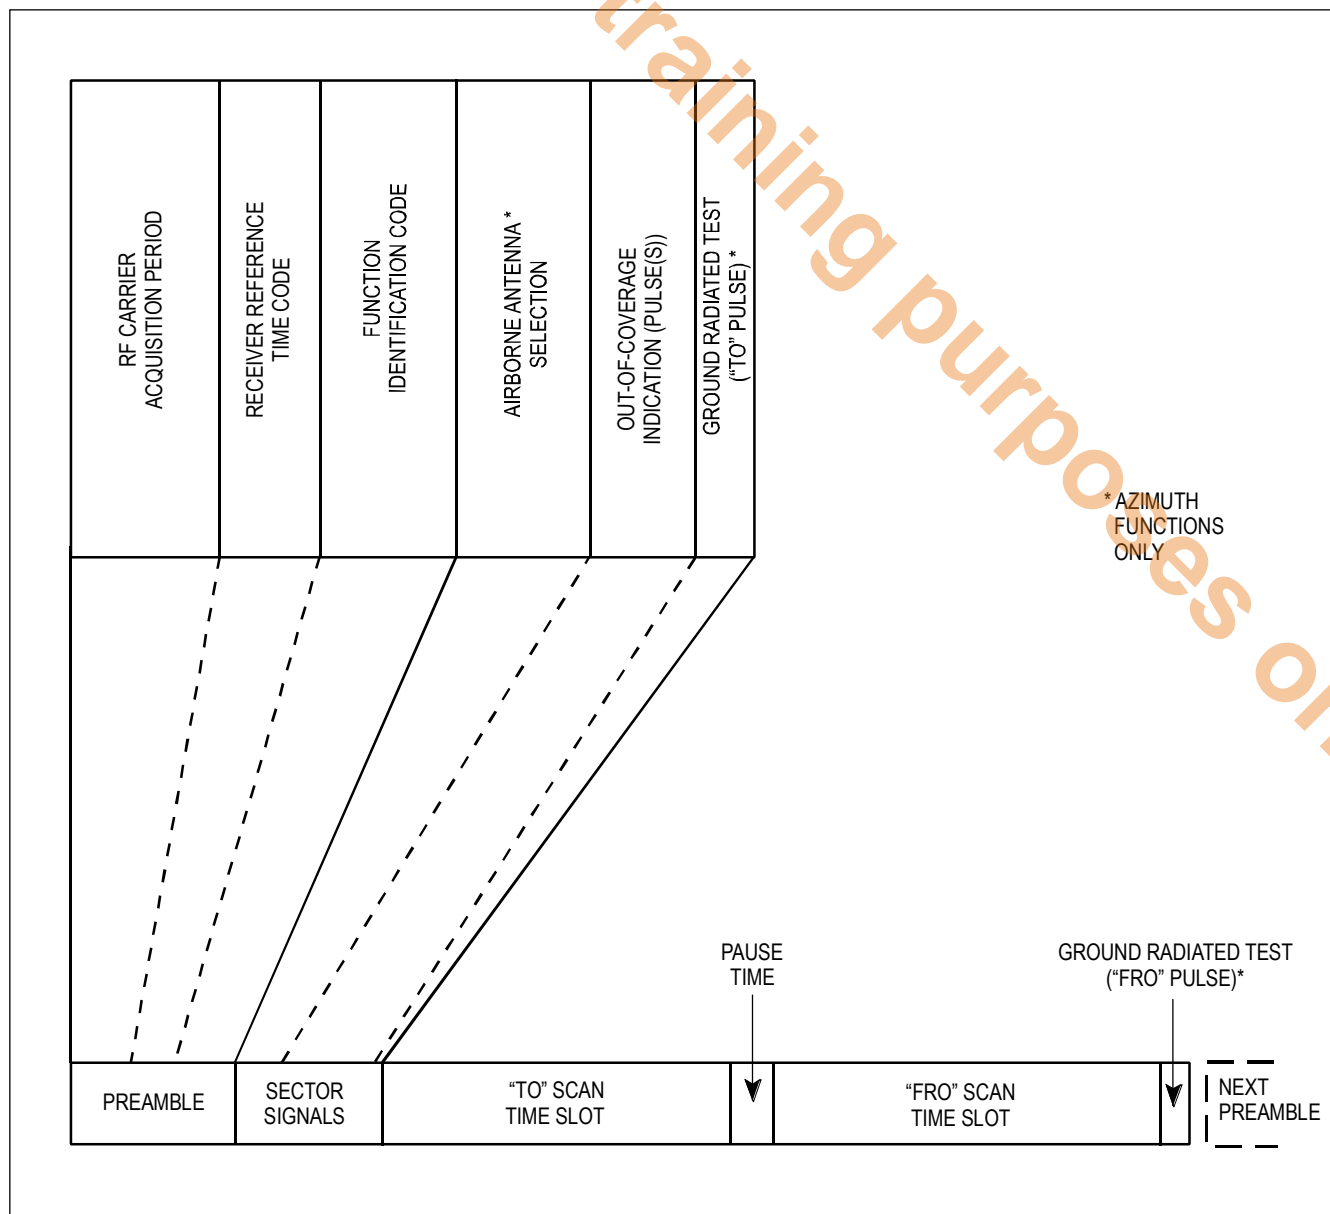 RF CARRIER
ACQUISITION PERIOD
RECEIVER REFERENCE
TIME CODE
FUNCTION
IDENTIFICATION CODE
AIRBORNE ANTENNA *
SELECTION
OUT-OF-COVERAGE
INDICATION (PULSE(S))
GROUND RADIATED TEST
(“TO” PULSE) *
* AZIMUTH
FUNCTIONS
ONLY
PAUSE
TIME
GROUND RADIATED TEST
(“FRO” PULSE)*
PREAMBLE
SECTOR
SIGNALS
“TO” SCAN
TIME SLOT
“FRO” SCAN
TIME SLOT
NEXT
PREAMBLE
training purposes